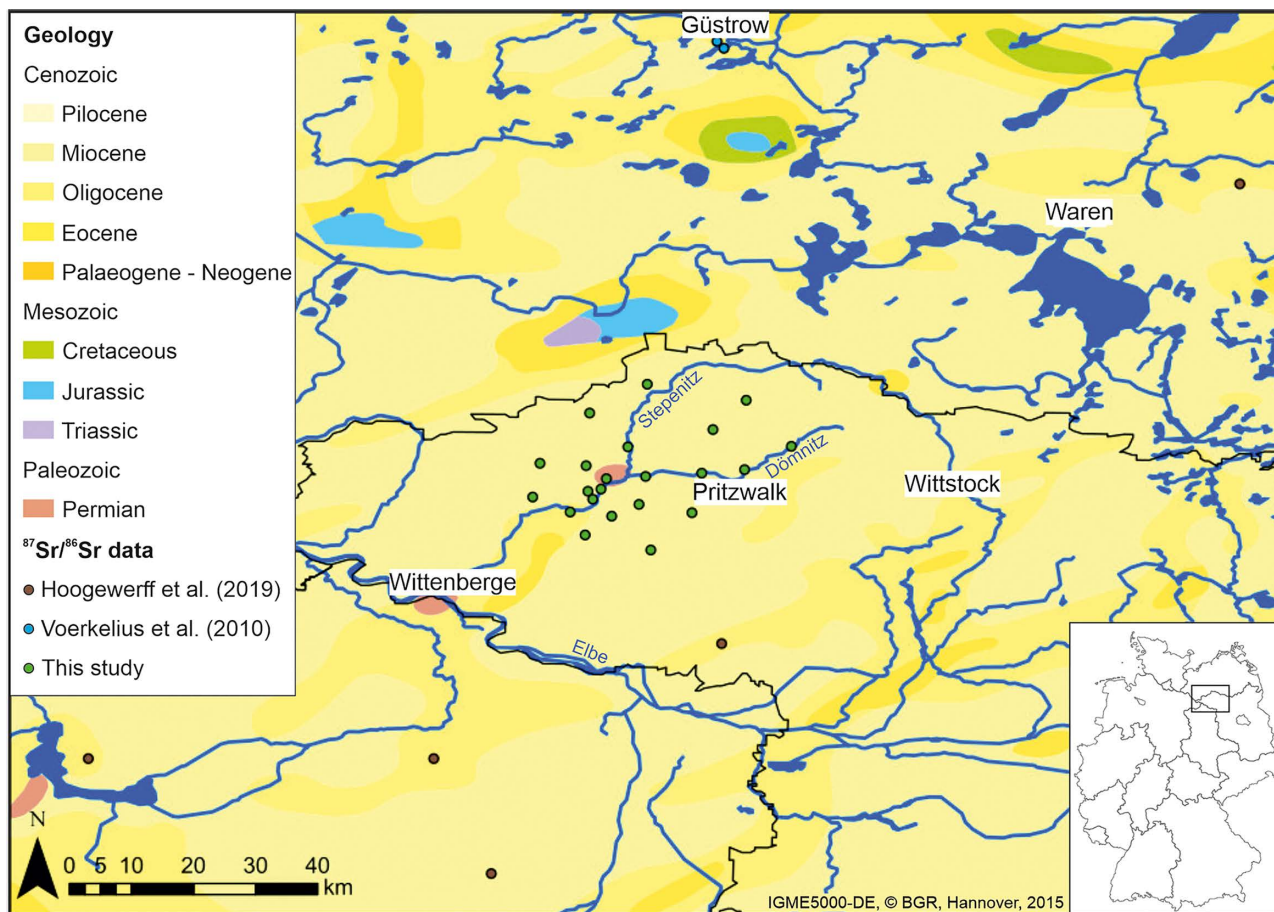 Geology
Cenozoic
Pilocene
Miocene
Oligocene
Eocene
Palaeogene - Neogene
Mesozoic
Cretaceous
Jurassic
Triassic
Paleozoic
Permian
⁸⁷Sr/⁸⁶Sr data
Hoogewerff et al. (2019)
Voerkelius et al. (2010)
This study
Güstrow
Waren
Stepenitz
Dömnitz
Pritzwalk
Wittstock
Wittenberge
Elbe
N
0 5 10 20 30 40
km
IGME5000-DE, © BGR, Hannover, 2015